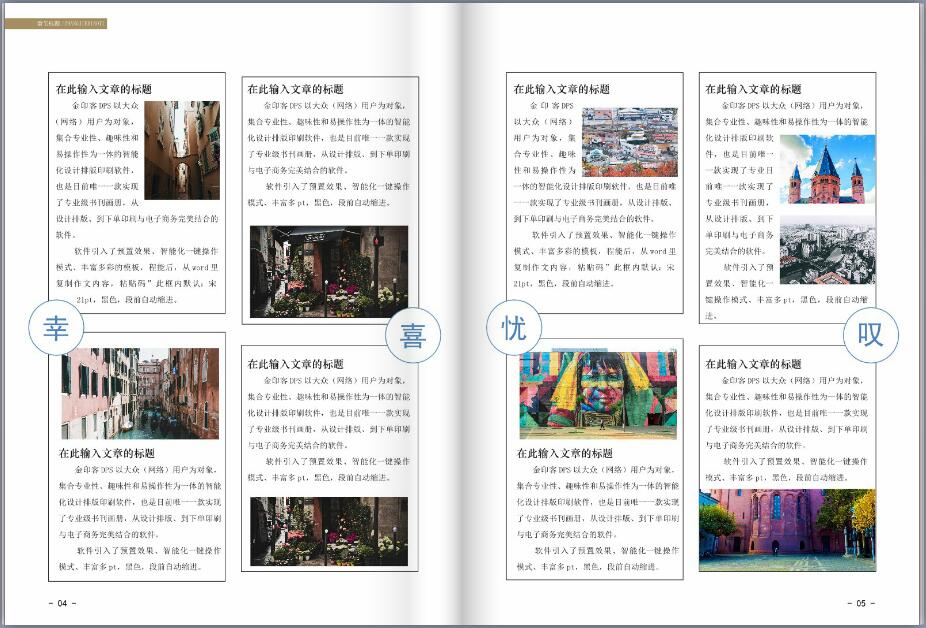 在此输入文章的标题
金印客DPS以大众
(网络)用户为对象,
集合专业性、趣味性和
易操作性为一体的智能
化设计排版印刷软件,
也是目前唯一一款实现
了专业级书刊画册,从
设计排版、到下单印刷与电子商务完美结合的
软件。
软件引入了预置效果、智能化一键操作
模式、丰富多彩的模板,程能后,从word里
复制作文内容,粘贴码”此框内默认:宋
21pt,黑色,段前自动缩进。
幸
在此输入文章的标题
金印客DPS以大众(网络)用户为对象,
集合专业性、趣味性和易操作性为一体的智能
化设计排版印刷软件,也是目前唯一一款实现
了专业级书刊画册,从设计排版、到下单印刷
与电子商务完美结合的软件。
软件引入了预置效果、智能化一键操作
模式、丰富多pt,黑色,段前自动缩进。
在此输入文章的标题
金印客DPS以大众(网络)用户为对象,
集合专业性、趣味性和易操作性为一体的智能
化设计排版印刷软件,也是目前唯一一款实现
了专业级书刊画册,从设计排版、到下单印刷
与电子商务完美结合的软件。
软件引入了预置效果、智能化一键操作
模式、丰富多pt,黑色,段前自动缩进。
喜
在此输入文章的标题
金印客DPS以大众(网络)用户为对象,
集合专业性、趣味性和易操作性为一体的智能
化设计排版印刷软件,也是目前唯一一款实现
了专业级书刊画册,从设计排版、到下单印刷
与电子商务完美结合的软件。
软件引入了预置效果、智能化一键操作
模式、丰富多pt,黑色,段前自动缩进。
- 04 -
在此输入文章的标题
金印客DPS
以大众(网络)
用户为对象,集
合专业性、趣味
性和易操作性为
一体的智能化设计排版印刷软件,也是目前唯
一一款实现了专业级书刊画册,从设计排版、
到下单印刷与电子商务完美结合的软件。
软件引入了预置效果、智能化一键操作
模式、丰富多彩的模板,程能后,从word里
复制作文内容,粘贴码”此框内默认:宋
21pt,黑色,段前自动缩进。
忧
在此输入文章的标题
金印客DPS以大众(网络)用户为对象,
集合专业性、趣味性和易操作性为一体的智能
化设计排版印刷软件,也是目前唯一一款实现
了专业级书刊画册,从设计排版、到下单印刷
与电子商务完美结合的软件。
软件引入了预置效果、智能化一键操作
模式、丰富多pt,黑色,段前自动缩进。
在此输入文章的标题
金印客DPS以大众(网络)用户为对象,
集合专业性、趣味性和易操作性为一体的智能
化设计排版印刷软
件,也是目前唯一
一款实现了专业目
前唯一一款实现了
专业级书刊画册,
从设计排版、到下
单印刷与电子商务
完美结合的软件。
软件引入了预
置效果、智能化一
键操作模式、丰富多pt,黑色,段前自动缩
进。
叹
在此输入文章的标题
金印客DPS以大众(网络)用户为对象,
集合专业性、趣味性和易操作性为一体的智能
化设计排版印刷软件,也是目前唯一一款实现
了专业级书刊画册,从设计排版、到下单印刷
与电子商务完美结合的软件。
软件引入了预置效果、智能化一键操作
模式、丰富多pt,黑色,段前自动缩进。
- 05 -